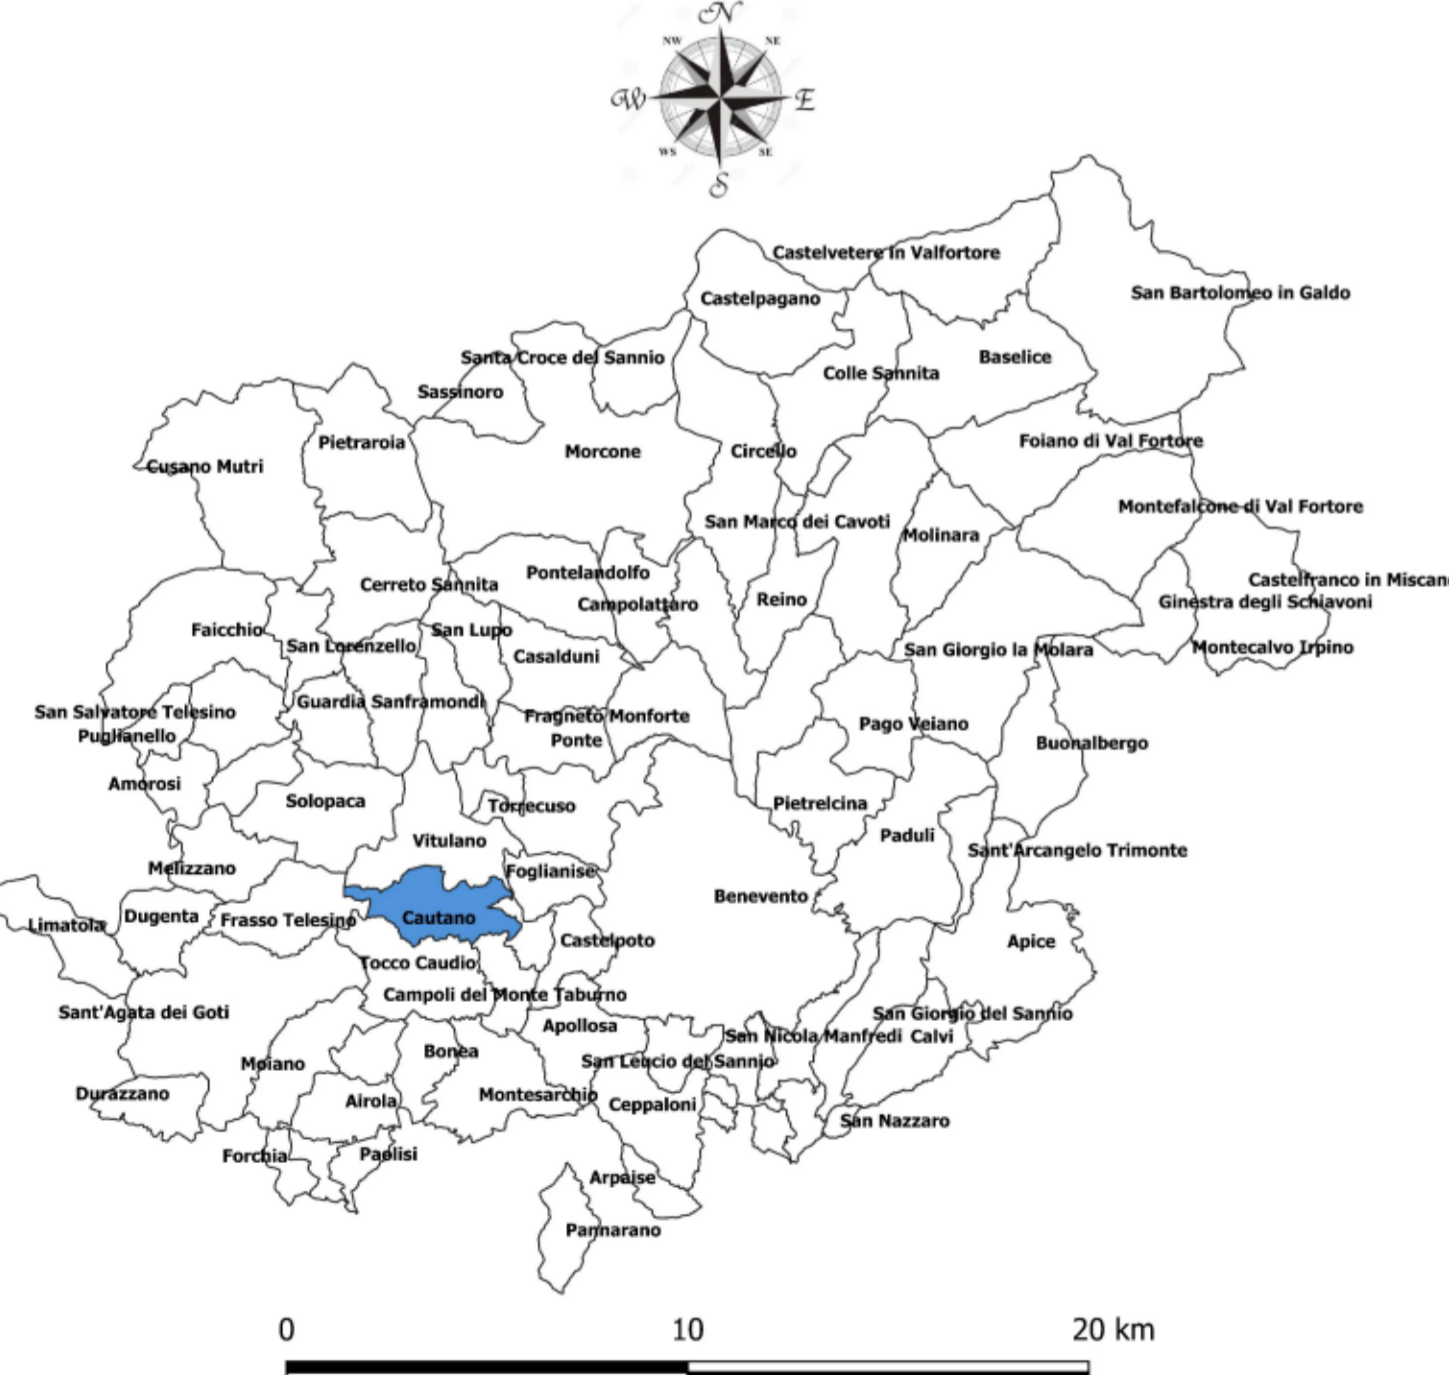 N
NW NE
W E
WS SE
S
Castelvetere in Valfortore
San Bartolomeo in Galdo
Castelpagano
Santa Croce del Sannio
Baselice
Colle Sannita
Sassinoro
Foiano di Val Fortore
Pietraroia
Morcone
Circello
Cusano Mutri
Montefalcone di Val Fortore
San Marco dei Cavoti
Molinara
Pontelandolfo
Castelfranco in Miscano
Cerreto Sannita
Campolattaro
Reino
Ginestra degli Schiavoni
Faicchio
San Lupo
San Lorenzello
Montecalvo Irpino
San Giorgio la Molara
Casalduni
Guardia Sanframondi
San Salvatore Telesino
Fragneto Monforte
Pago Veiano
Puglianello
Ponte
Buonalbergo
Amorosi
Solopaca
Torrecuso
Pietrelcina
Paduli
Vitulano
Sant'Arcangelo Trimonte
Melizzano
Foglianise
Benevento
Dugenta
Frasso Telesino
Cautano
Limatola
Castelpoto
Apice
Tocco Caudio
Campoli del Monte Taburno
Sant'Agata dei Goti
San Giorgio del Sannio
Apollosa
San Nicola Manfredi
Calvi
Bonea
San Leucio del Sannio
Moiano
Durazzano
Montesarchio
Airola
Ceppaloni
San Nazzaro
Forchia
Paolisi
Arpaise
Pannarano
0 10 20 km